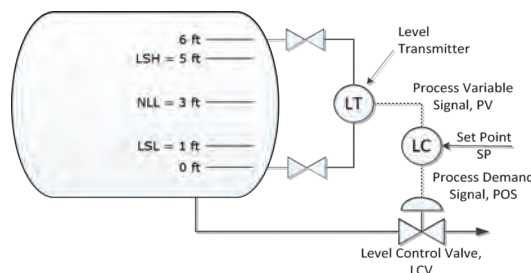 6 ft
LSH = 5 ft
NLL = 3 ft
LSL = 1 ft
0 ft
Level
Transmitter
LT
Process Variable
Signal, PV
LC
Set Point
SP
Process Demand
Signal, POS
Level Control Valve,
LCV